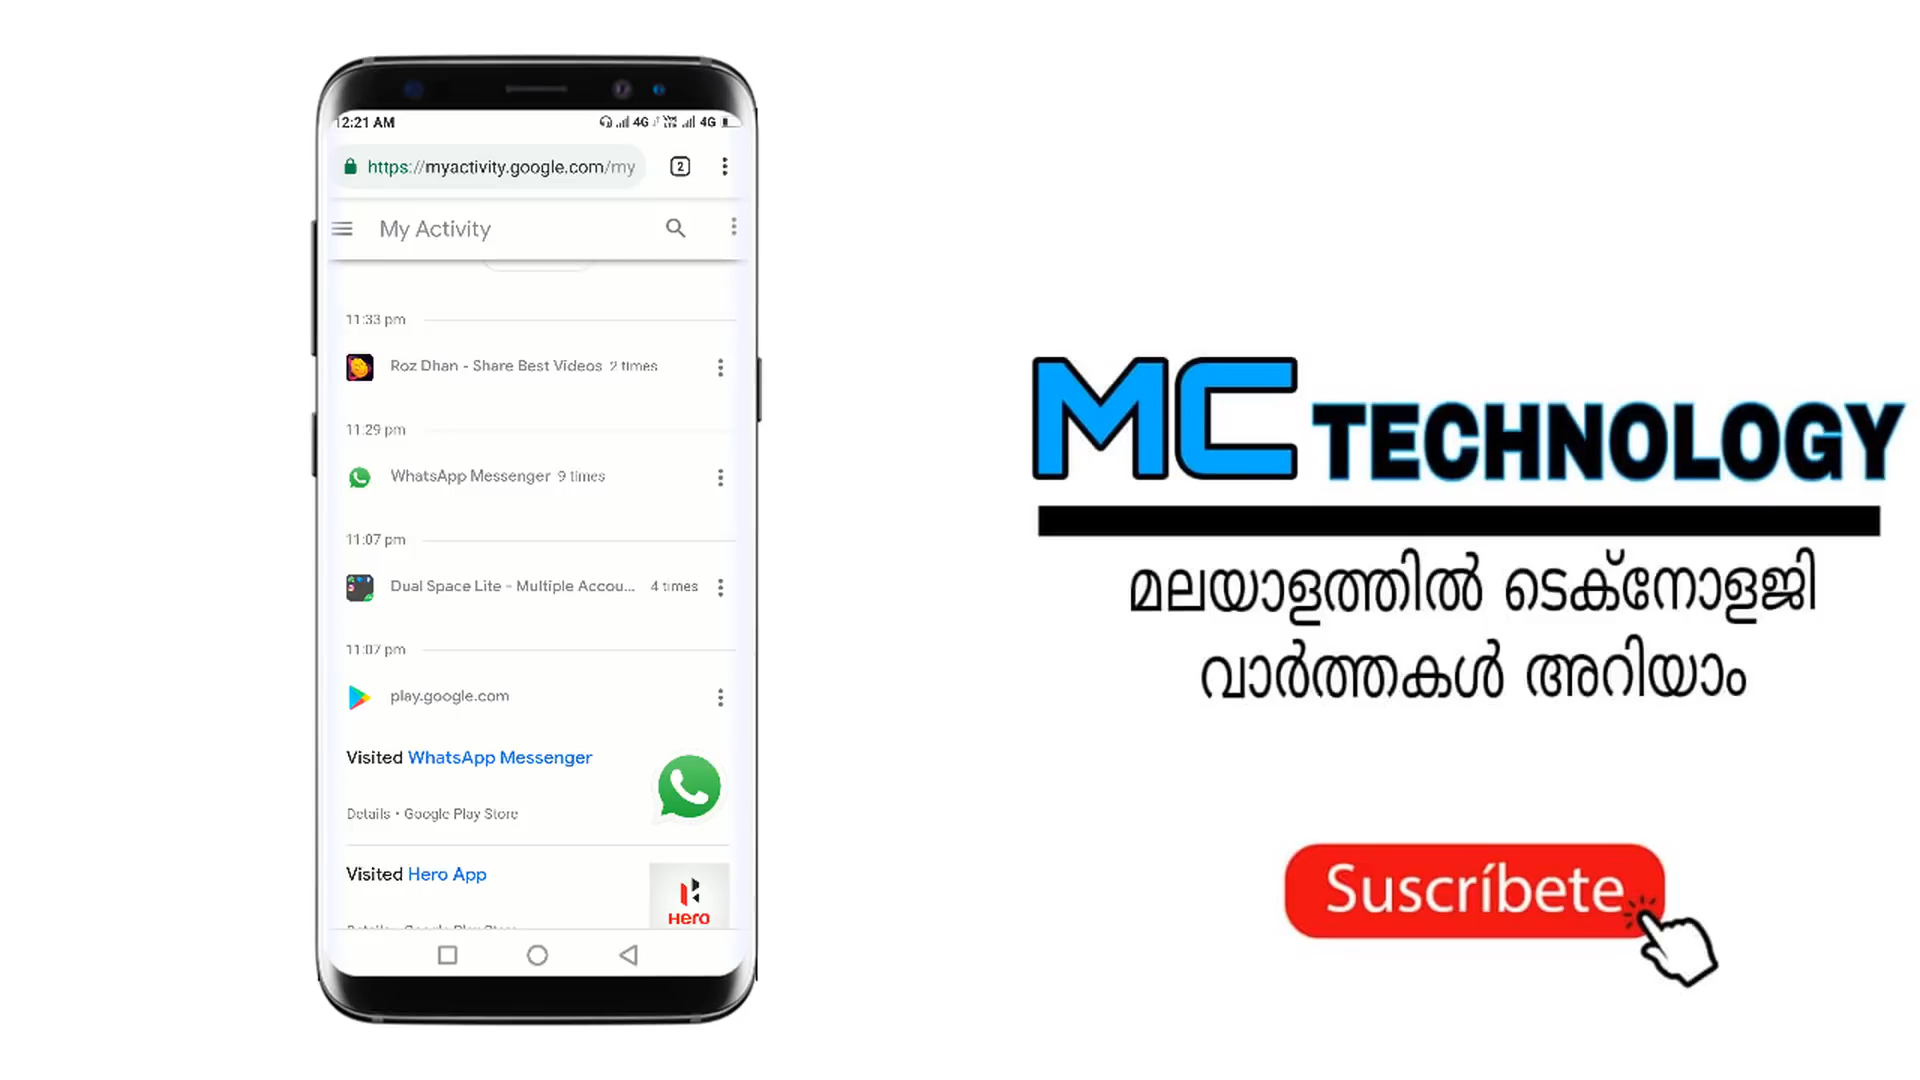 12:21 AM
4G
4G
https://myactivity.google.com/my
2
My Activity
11:33 pm
Roz Dhan - Share Best Videos 2 times
11:29 pm
WhatsApp Messenger 9 times
11:07 pm
Dual Space Lite - Multiple Accou... 4 times
11:07 pm
play.google.com
Visited WhatsApp Messenger
Details • Google Play Store
Visited Hero App
Hero
MC TECHNOLOGY
മലയാളത്തിൽ ടെക്നോളജി
വാർത്തകൾ അറിയാം
Suscríbete